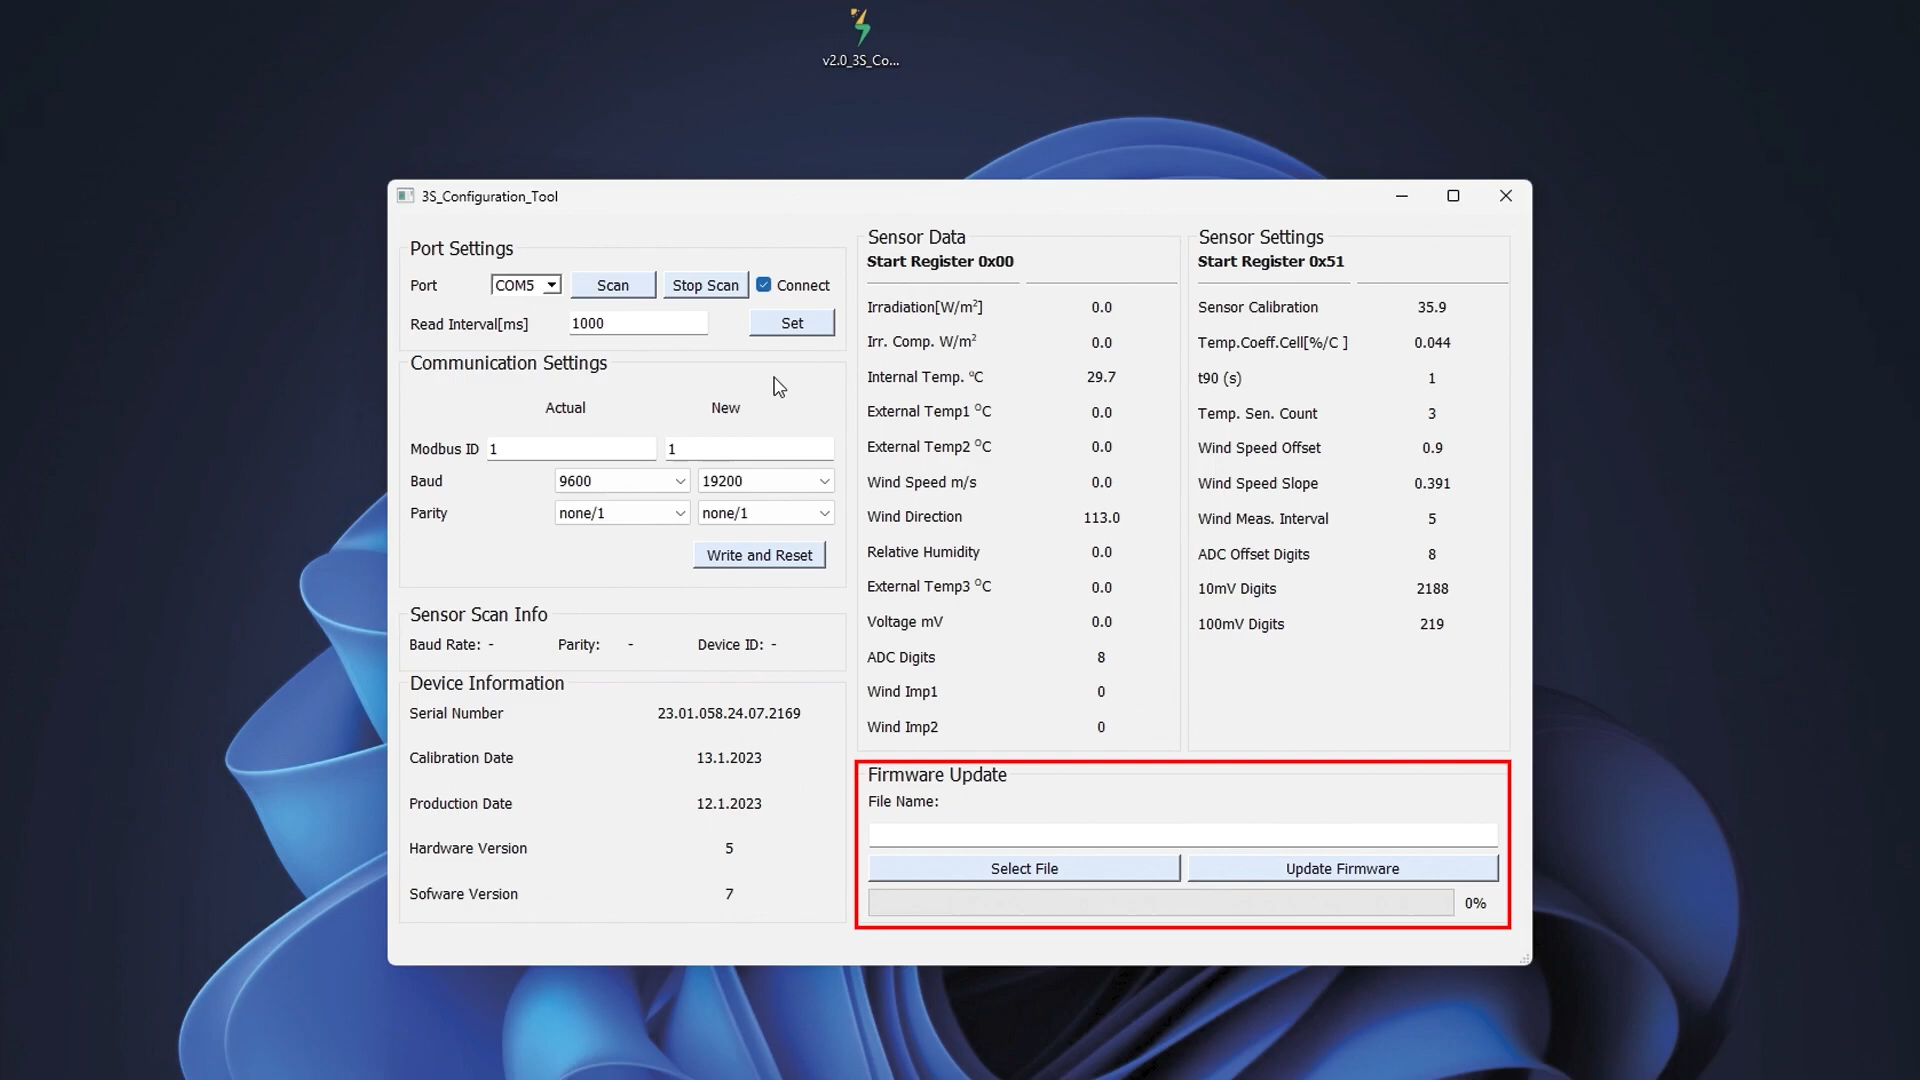 v2.0_3S_Co...
3S_Configuration_Tool
Port Settings
Port COM5 Scan Stop Scan Connect
Read Interval[ms] 1000 Set
Communication Settings
Actual New
Modbus ID 1 1
Baud 9600 19200
Parity none/1 none/1
Write and Reset
Sensor Scan Info
Baud Rate: - Parity: - Device ID: -
Device Information
Serial Number 23.01.058.24.07.2169
Calibration Date 13.1.2023
Production Date 12.1.2023
Hardware Version 5
Sofware Version 7
Sensor Data
Start Register 0x00
Irradiation[W/m²] 0.0
Irr. Comp. W/m² 0.0
Internal Temp. ºC 29.7
External Temp1 ºC 0.0
External Temp2 ºC 0.0
Wind Speed m/s 0.0
Wind Direction 113.0
Relative Humidity 0.0
External Temp3 ºC 0.0
Voltage mV 0.0
ADC Digits 8
Wind Imp1 0
Wind Imp2 0
Sensor Settings
Start Register 0x51
Sensor Calibration 35.9
Temp.Coeff.Cell[%/C ] 0.044
t90 (s) 1
Temp. Sen. Count 3
Wind Speed Offset 0.9
Wind Speed Slope 0.391
Wind Meas. Interval 5
ADC Offset Digits 8
10mV Digits 2188
100mV Digits 219
Firmware Update
File Name:
Select File Update Firmware
0%